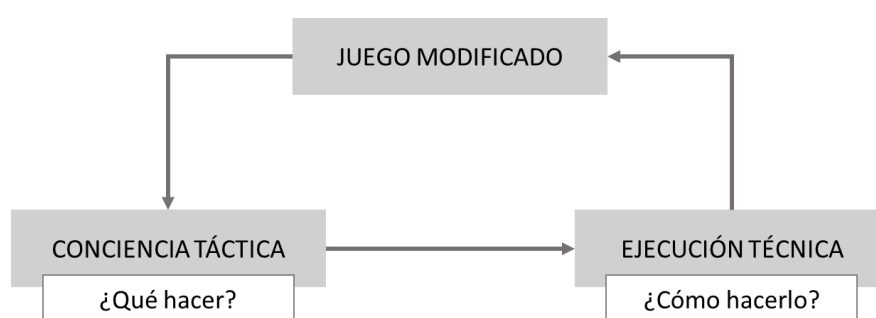 JUEGO MODIFICADO
CONCIENCIA TÁCTICA
¿Qué hacer?
EJECUCIÓN TÉCNICA
¿Cómo hacerlo?